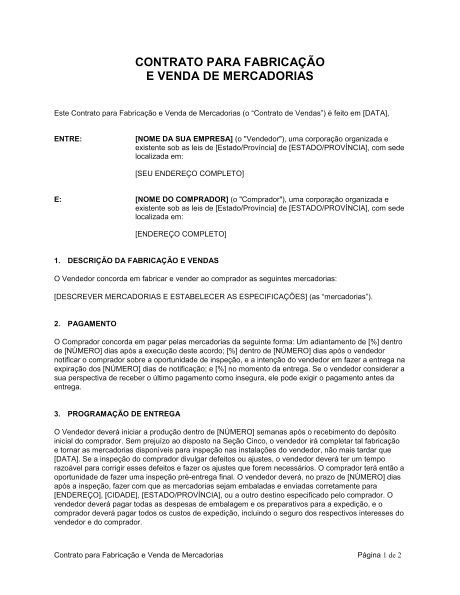 CONTRATO PARA FABRICAÇÃO
E VENDA DE MERCADORIAS
Este Contrato para Fabricação e Venda de Mercadorias (o “Contrato de Vendas”) é feito em [DATA],
ENTRE:
[NOME DA SUA EMPRESA] (o "Vendedor"), uma corporação organizada e
existente sob as leis de [Estado/Província] de [ESTADO/PROVÍNCIA], com sede
localizada em:
[SEU ENDEREÇO COMPLETO]
E:
[NOME DO COMPRADOR] (o "Comprador"), uma corporação organizada e
existente sob as leis de [Estado/Província] de [ESTADO/PROVÍNCIA], com sede
localizada em:
[ENDEREÇO COMPLETO]
1. DESCRIÇÃO DA FABRICAÇÃO E VENDAS
O Vendedor concorda em fabricar e vender ao comprador as seguintes mercadorias:
[DESCREVER MERCADORIAS E ESTABELECER AS ESPECIFICAÇÕES] (as “mercadorias”).
2. PAGAMENTO
O Comprador concorda em pagar pelas mercadorias da seguinte forma: Um adiantamento de [%] dentro
de [NÚMERO] dias após a execução deste acordo; [%] dentro de [NÚMERO] dias após o vendedor
notificar o comprador sobre a oportunidade de inspeção, e a intenção do vendedor em fazer a entrega na
expiração dos [NÚMERO] dias de notificação; e [%] no momento da entrega. Se o vendedor considerar a
sua perspectiva de receber o último pagamento como insegura, ele pode exigir o pagamento antes da
entrega.
3. PROGRAMAÇÃO DE ENTREGA
O Vendedor deverá iniciar a produção dentro de [NÚMERO] semanas após o recebimento do depósito
inicial do comprador. Sem prejuízo ao disposto na Seção Cinco, o vendedor irá completar tal fabricação
e tornar as mercadorias disponíveis para inspeção nas instalações do vendedor, não mais tardar que
[DATA]. Se a inspeção do comprador divulgar defeitos ou ajustes, o vendedor deverá ter um tempo
razoável para corrigir esses defeitos e fazer os ajustes que forem necessários. O comprador terá então a
oportunidade de fazer uma inspeção pré-entrega final. O vendedor deverá, no prazo de [NÚMERO] dias
após a inspeção, fazer com que as mercadorias sejam embaladas e enviadas corretamente para
[ENDEREÇO], [CIDADE], [ESTADO/PROVÍNCIA], ou a outro destino especificado pelo comprador. O
vendedor deverá pagar todas as despesas de embalagem e os preparativos para a expedição, e o
comprador deverá pagar todos os custos de expedição, incluindo o seguro dos respectivos interesses do
vendedor e do comprador.
Contrato para Fabricação e Venda de Mercadorias Página 1 de 2